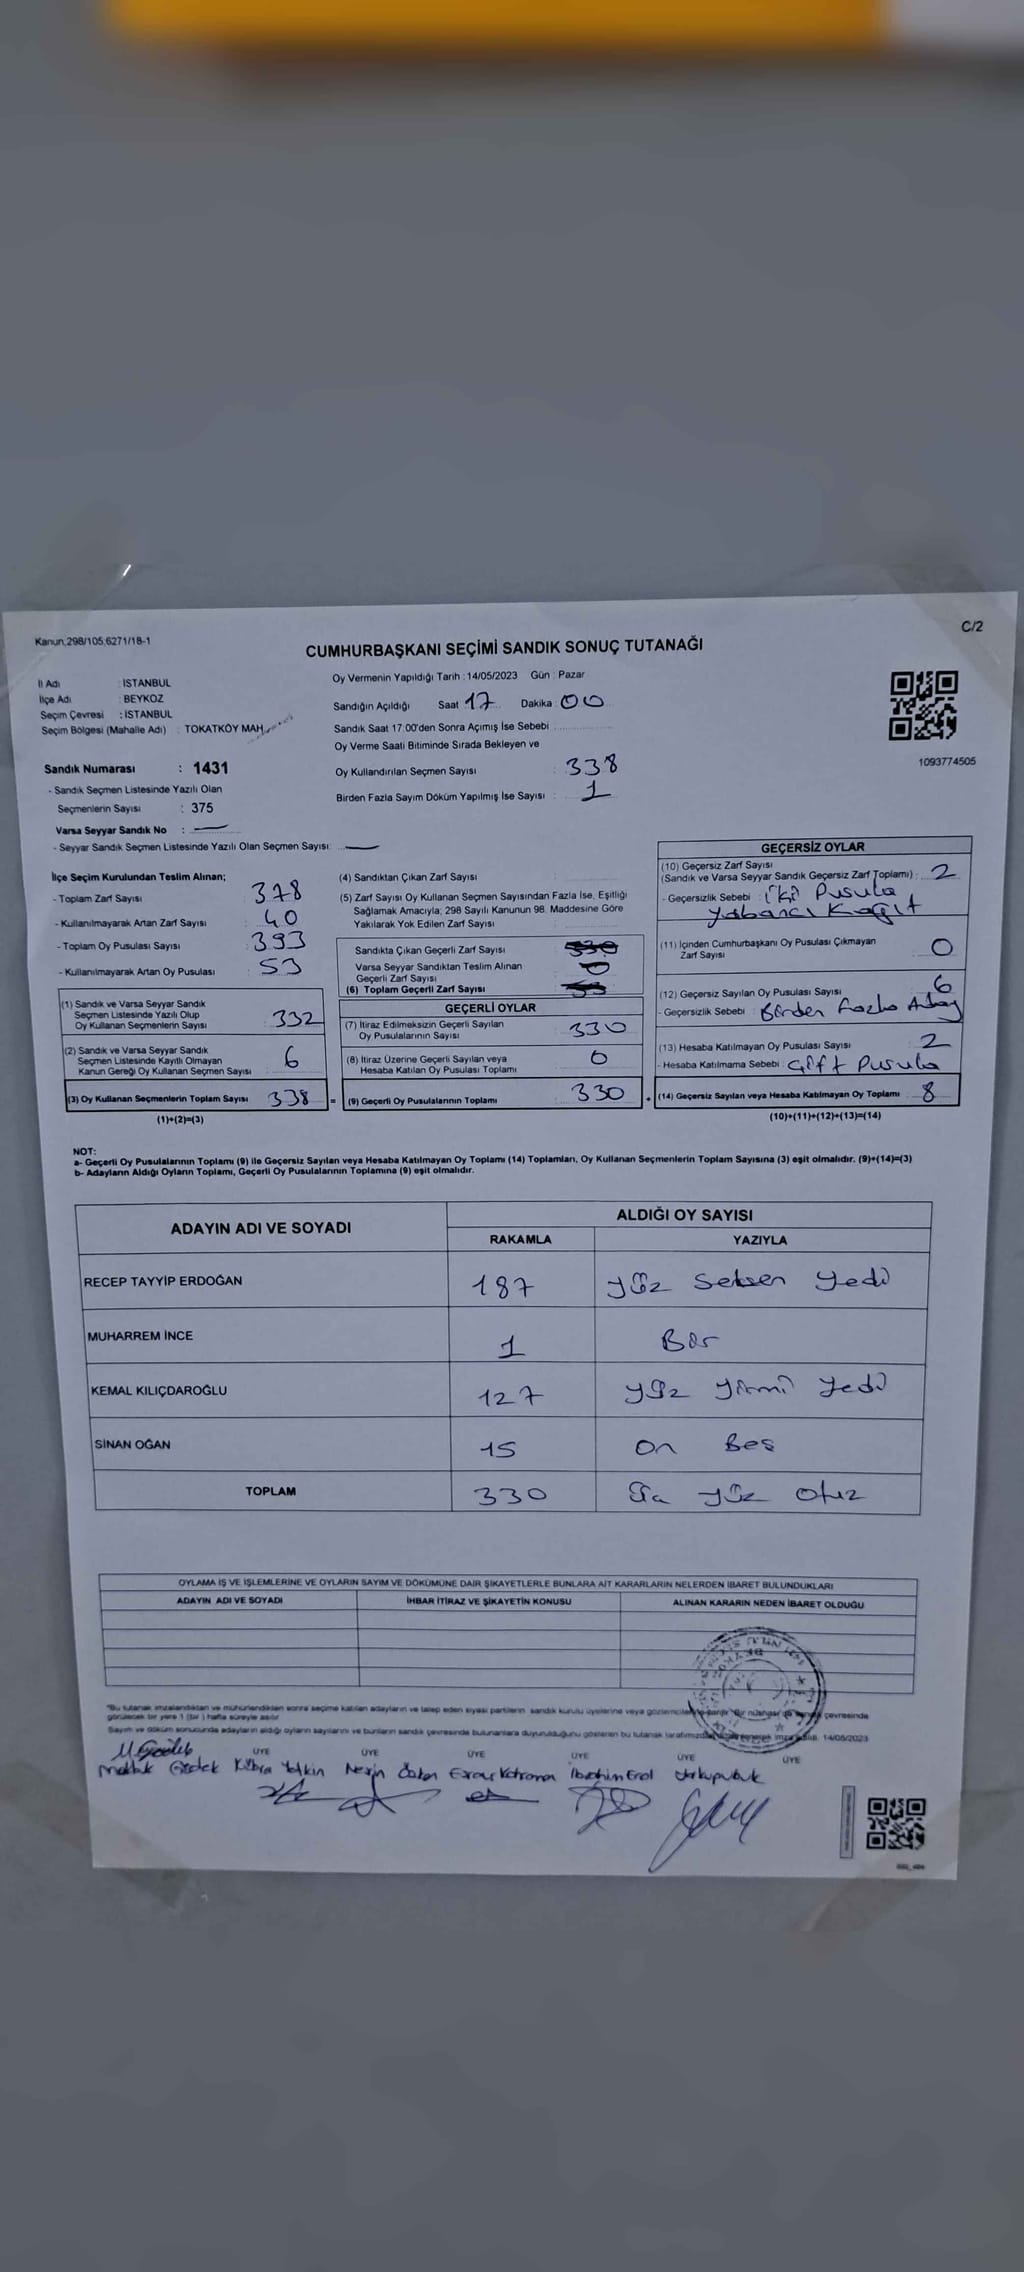 Kanun.298/105,6271/18-1
C/2
CUMHURBAŞKANI SEÇİMİ SANDIK SONUÇ TUTANAĞI
İl Adı : İSTANBUL
İlçe Adı : BEYKOZ
Seçim Çevresi : İSTANBUL
Seçim Bölgesi (Mahalle Adı) : TOKATKÖY MAH
Sandık Numarası : 1431
- Sandık Seçmen Listesinde Yazılı Olan
Seçmenlerin Sayısı : 375
Varsa Seyyar Sandık No : —
- Seyyar Sandık Seçmen Listesinde Yazılı Olan Seçmen Sayısı: —
Oy Vermenin Yapıldığı Tarih : 14/05/2023 Gün : Pazar
Sandığın Açıldığı Saat 17 Dakika : 00
Sandık Saat 17:00'den Sonra Açımış İse Sebebi :
Oy Verme Saati Bitiminde Sırada Bekleyen ve
Oy Kullandırılan Seçmen Sayısı : 338
Birden Fazla Sayım Döküm Yapılmış İse Sayısı : 1
1093774505
İlçe Seçim Kurulundan Teslim Alınan;
- Toplam Zarf Sayısı : 378
- Kullanılmayarak Artan Zarf Sayısı : 40
- Toplam Oy Pusulası Sayısı : 393
- Kullanılmayarak Artan Oy Pusulası : 53
(1) Sandık ve Varsa Seyyar Sandık
Seçmen Listesinde Yazılı Olup
Oy Kullanan Seçmenlerin Sayısı 332
(2) Sandık ve Varsa Seyyar Sandık
Seçmen Listesinde Kayıtlı Olmayan
Kanun Gereği Oy Kullanan Seçmen Sayısı 6
(3) Oy Kullanan Seçmenlerin Toplam Sayısı 338 =
(1)+(2)=(3)
(4) Sandıktan Çıkan Zarf Sayısı :
(5) Zarf Sayısı Oy Kullanan Seçmen Sayısından Fazla İse, Eşitliği
Sağlamak Amacıyla; 298 Sayılı Kanunun 98. Maddesine Göre
Yakılarak Yok Edilen Zarf Sayısı :
Sandıkta Çıkan Geçerli Zarf Sayısı
Varsa Seyyar Sandıktan Teslim Alınan
Geçerli Zarf Sayısı
(6) Toplam Geçerli Zarf Sayısı
GEÇERLİ OYLAR
(7) İtiraz Edilmeksizin Geçerli Sayılan
Oy Pusulalarının Sayısı 330
(8) İtiraz Üzerine Geçerli Sayılan veya
Hesaba Katılan Oy Pusulası Toplamı 0
(9) Geçerli Oy Pusulalarının Toplamı 330 +
GEÇERSİZ OYLAR
(10) Geçersiz Zarf Sayısı
(Sandık ve Varsa Seyyar Sandık Geçersiz Zarf Toplamı) : 2
- Geçersizlik Sebebi : iki Pusula
Yabancı Kağıt
(11) İçinden Cumhurbaşkanı Oy Pusulası Çıkmayan
Zarf Sayısı 0
(12) Geçersiz Sayılan Oy Pusulası Sayısı 6
- Geçersizlik Sebebi : Birden Fazla Aday
(13) Hesaba Katılmayan Oy Pusulası Sayısı 2
- Hesaba Katılmama Sebebi : Çift Pusula
(14) Geçersiz Sayılan veya Hesaba Katılmayan Oy Toplamı 8
(10)+(11)+(12)+(13)=(14)
NOT:
a- Geçerli Oy Pusulalarının Toplamı (9) ile Geçersiz Sayılan veya Hesaba Katılmayan Oy Toplamı (14) Toplamları, Oy Kullanan Seçmenlerin Toplam Sayısına (3) eşit olmalıdır. (9)+(14)=(3)
b- Adayların Aldığı Oyların Toplamı, Geçerli Oy Pusulalarının Toplamına (9) eşit olmalıdır.
ADAYIN ADI VE SOYADI ALDIĞI OY SAYISI
RAKAMLA YAZIYLA
RECEP TAYYİP ERDOĞAN 187 Yüz Seksen Yedi
MUHARREM İNCE 1 Bir
KEMAL KILIÇDAROĞLU 127 Yüz Yirmi Yedi
SİNAN OĞAN 15 On Beş
TOPLAM 330 Üç Yüz Otuz
OYLAMA İŞ VE İŞLEMLERİNE VE OYLARIN SAYIM VE DÖKÜMÜNE DAİR ŞİKAYETLERLE BUNLARA AİT KARARLARIN NELERDEN İBARET BULUNDUKLARI
ADAYIN ADI VE SOYADI İHBAR İTİRAZ VE ŞİKAYETİN KONUSU ALINAN KARARIN NEDEN İBARET OLDUĞU
*Bu tutanak imzalandıktan ve mühürlendikten sonra seçime katılan adayların ve talep eden siyasi partilerin sandık kurulu üyelerine veya gözlemcilerine
görülecek bir yere 1 (bir) hafta süreyle asılır
Sayım ve döküm sonucunda adayların aldığı oyların sayılarını ve bunların sandık çevresinde bulunanlara duyurulduğunu gösteren bu tutanak tarafımızdan 14/05/2023
ÜYE ÜYE ÜYE ÜYE ÜYE ÜYE
Gedek Kübra Yalkın Nesrin Özkan Esray Kahraman İbrahim Erol